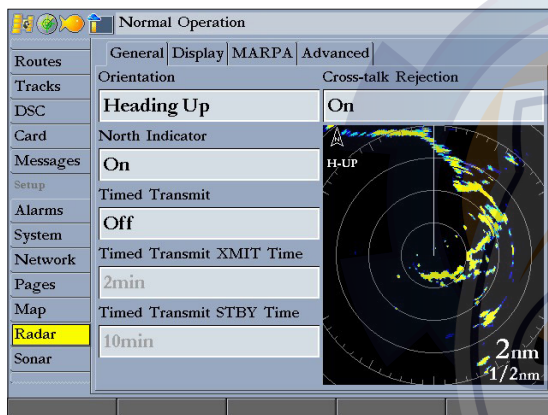 Normal Operation
Routes
Tracks
DSC
Card
Messages
Setup
Alarms
System
Network
Pages
Map
Radar
Sonar
General Display MARPA Advanced
Orientation
Heading Up
North Indicator
On
Timed Transmit
Off
Timed Transmit XMIT Time
2min
Timed Transmit STBY Time
10min
Cross-talk Rejection
On
N
H-UP
2nm
1/2nm